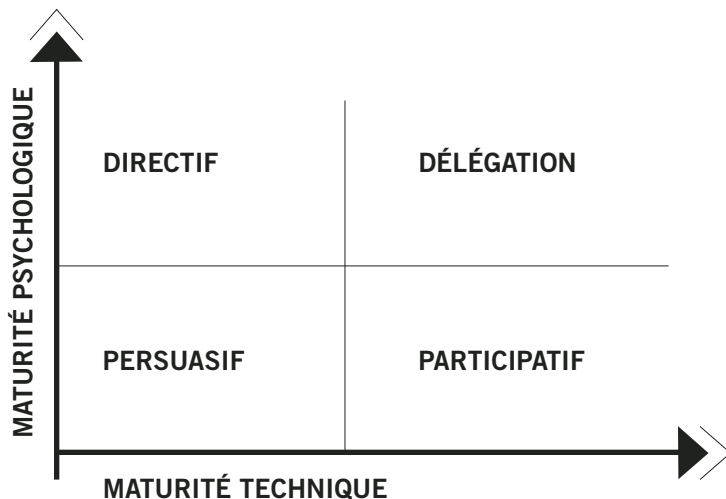 MATURITÉ PSYCHOLOGIQUE
DIRECTIF
DÉLÉGATION
PERSUASIF
PARTICIPATIF
MATURITÉ TECHNIQUE